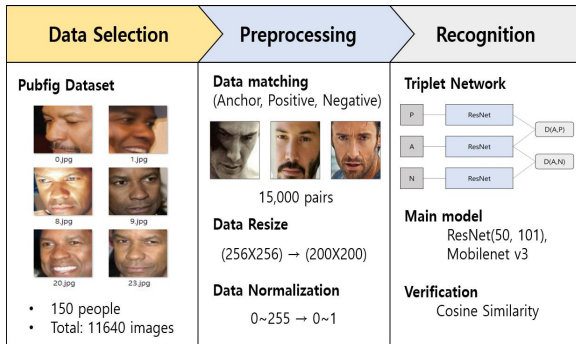 Data Selection
Preprocessing
Recognition
Pubfig Dataset
0.jpg
1.jpg
8.jpg
9.jpg
20.jpg
23.jpg
• 150 people
• Total: 11640 images
Data matching
(Anchor, Positive, Negative)
15,000 pairs
Data Resize
(256X256) → (200X200)
Data Normalization
0~255 → 0~1
Triplet Network
P
ResNet
D(A,P)
A
ResNet
D(A,N)
N
ResNet
Main model
ResNet(50, 101),
Mobilenet v3
Verification
Cosine Similarity